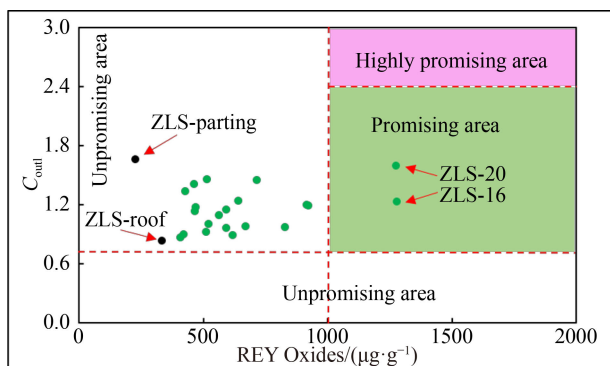 3.0
2.4
1.8
1.2
0.6
0.0
C_outl
Unpromising area
Highly promising area
Promising area
ZLS-parting
ZLS-20
ZLS-16
ZLS-roof
Unpromising area
0
500
1000
1500
2000
REY Oxides/(μg·g⁻¹)